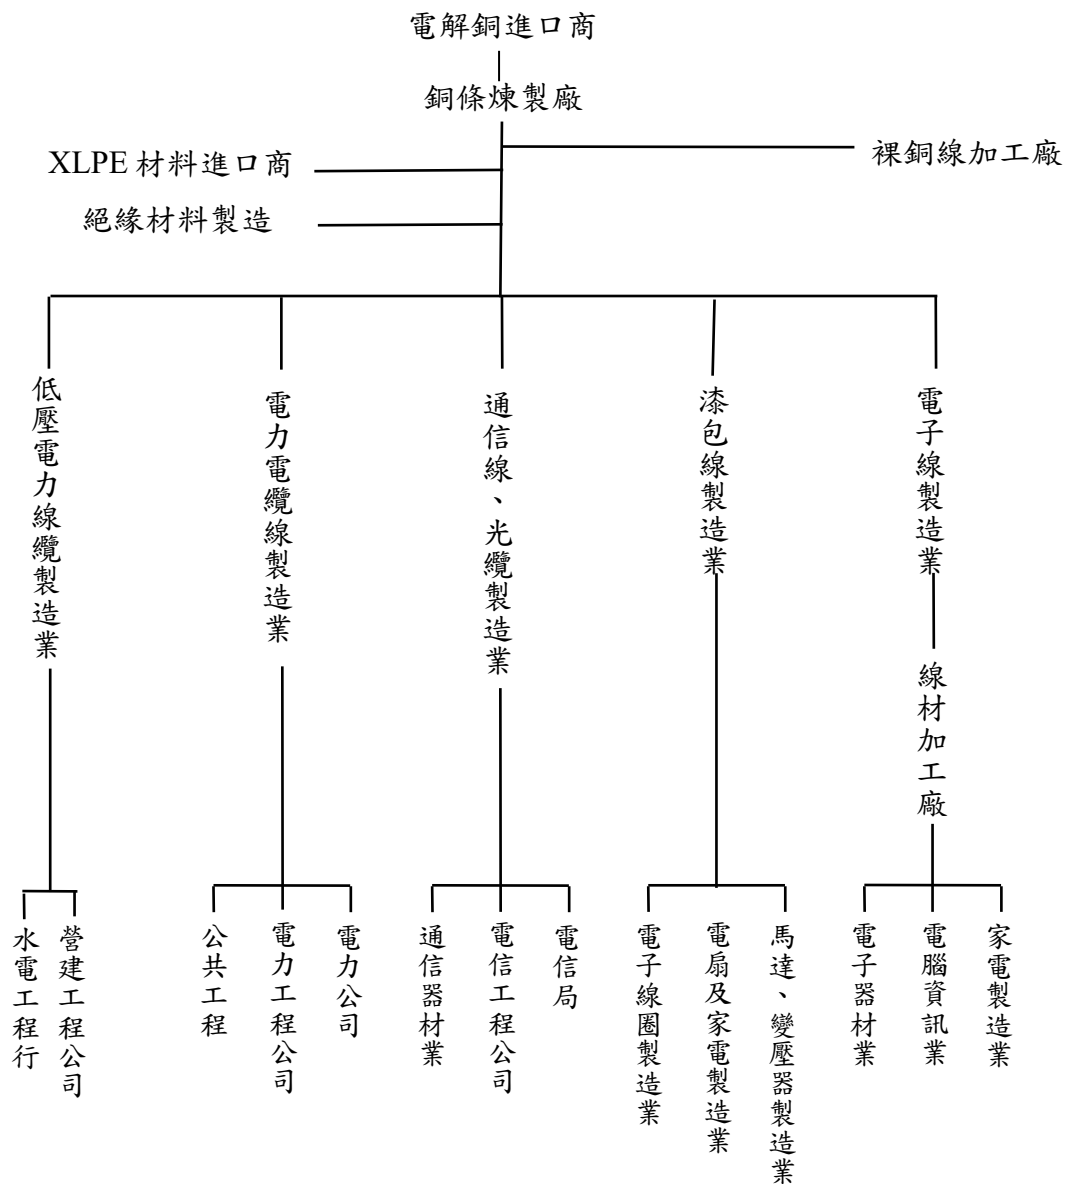 電解銅進口商
銅條煉製廠
裸銅線加工廠
XLPE 材料進口商
絕緣材料製造
低壓電力線纜製造業
電力電纜線製造業
通信線、光纜製造業
漆包線製造業
電子線製造業
線材加工廠
水電工程行
營建工程公司
公共工程
電力工程公司
電力公司
通信器材業
電信工程公司
電信局
電子線圈製造業
電扇及家電製造業
馬達、變壓器製造業
電子器材業
電腦資訊業
家電製造業